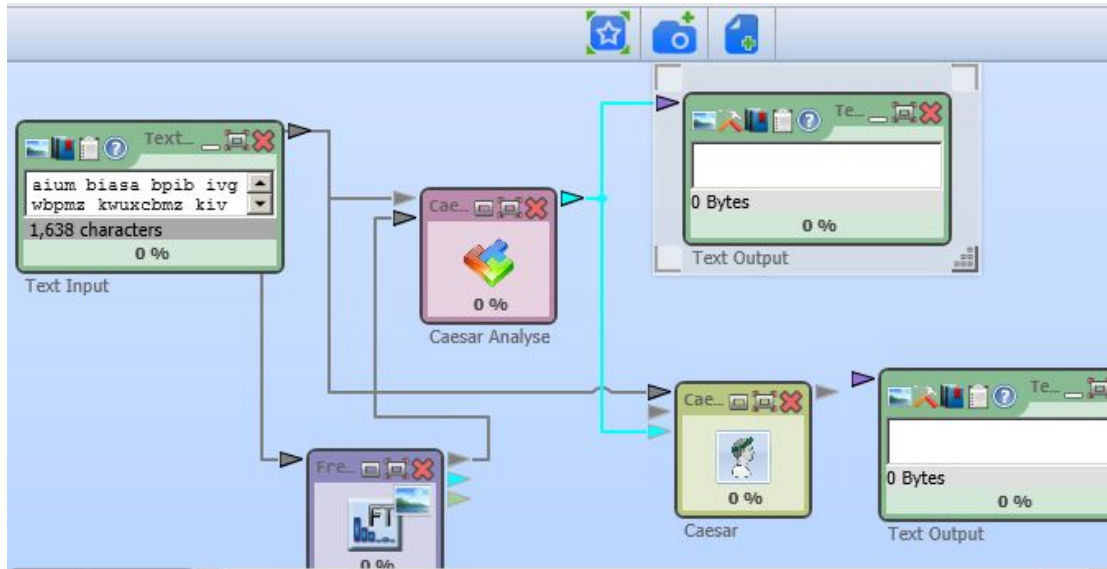 Text...
aium biasa bpib ivg
wbpmz kwuxcbmz kiv
1,638 characters
0 %
Text Input
Cae...
0 %
Caesar Analyse
Te...
0 Bytes
0 %
Text Output
Fre...
FT
0 %
Cae...
0 %
Caesar
Te...
0 Bytes
0 %
Text Output